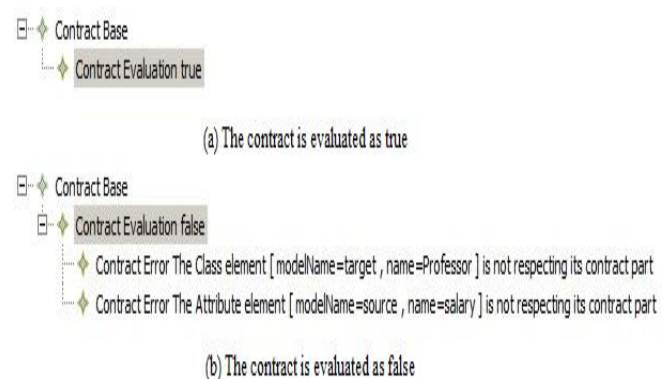 Contract Base
Contract Evaluation true
(a) The contract is evaluated as true
Contract Base
Contract Evaluation false
Contract Error The Class element [ modelName=target , name=Professor ] is not respecting its contract part
Contract Error The Attribute element [ modelName=source , name=salary ] is not respecting its contract part
(b) The contract is evaluated as false